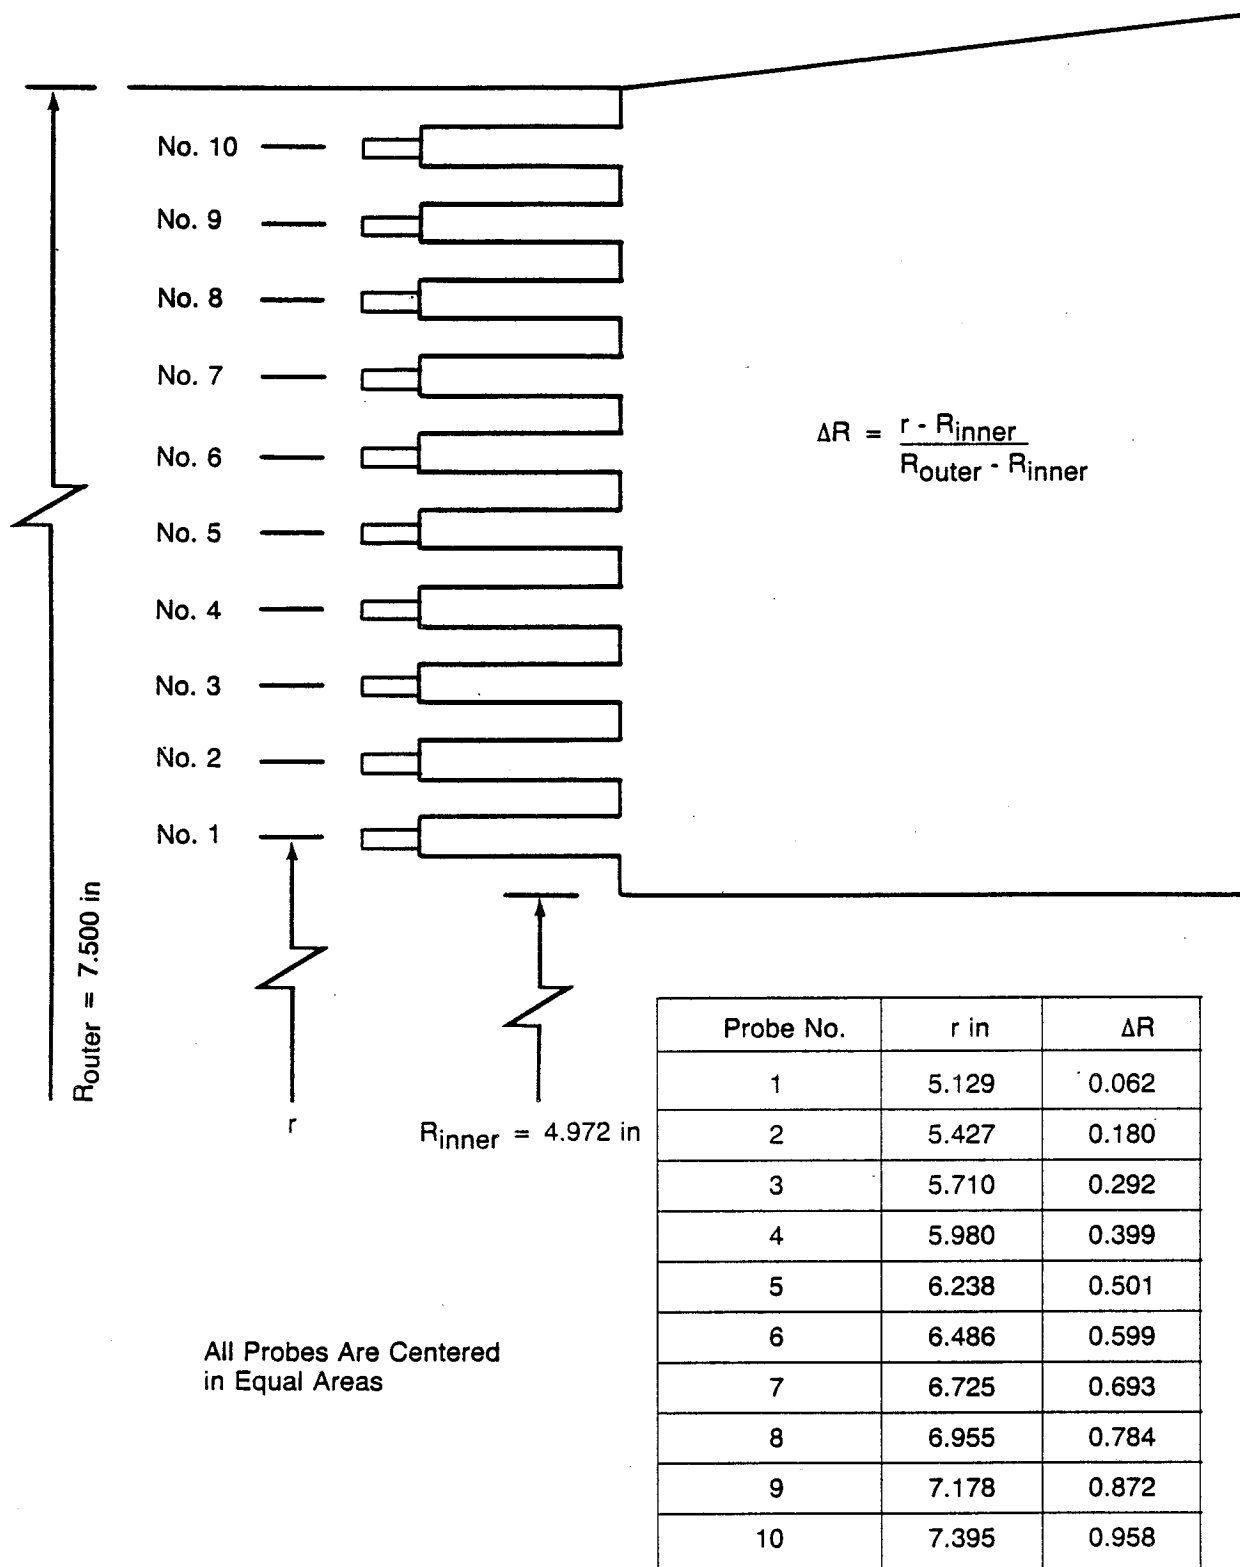 No. 10
No. 9
No. 8
No. 7
No. 6
No. 5
No. 4
No. 3
No. 2
No. 1
ΔR = r - Rinner
Router - Rinner
Router = 7.500 in
r
Rinner = 4.972 in
Probe No. r in ΔR
1 5.129 0.062
2 5.427 0.180
3 5.710 0.292
4 5.980 0.399
5 6.238 0.501
6 6.486 0.599
7 6.725 0.693
8 6.955 0.784
9 7.178 0.872
10 7.395 0.958
All Probes Are Centered
in Equal Areas